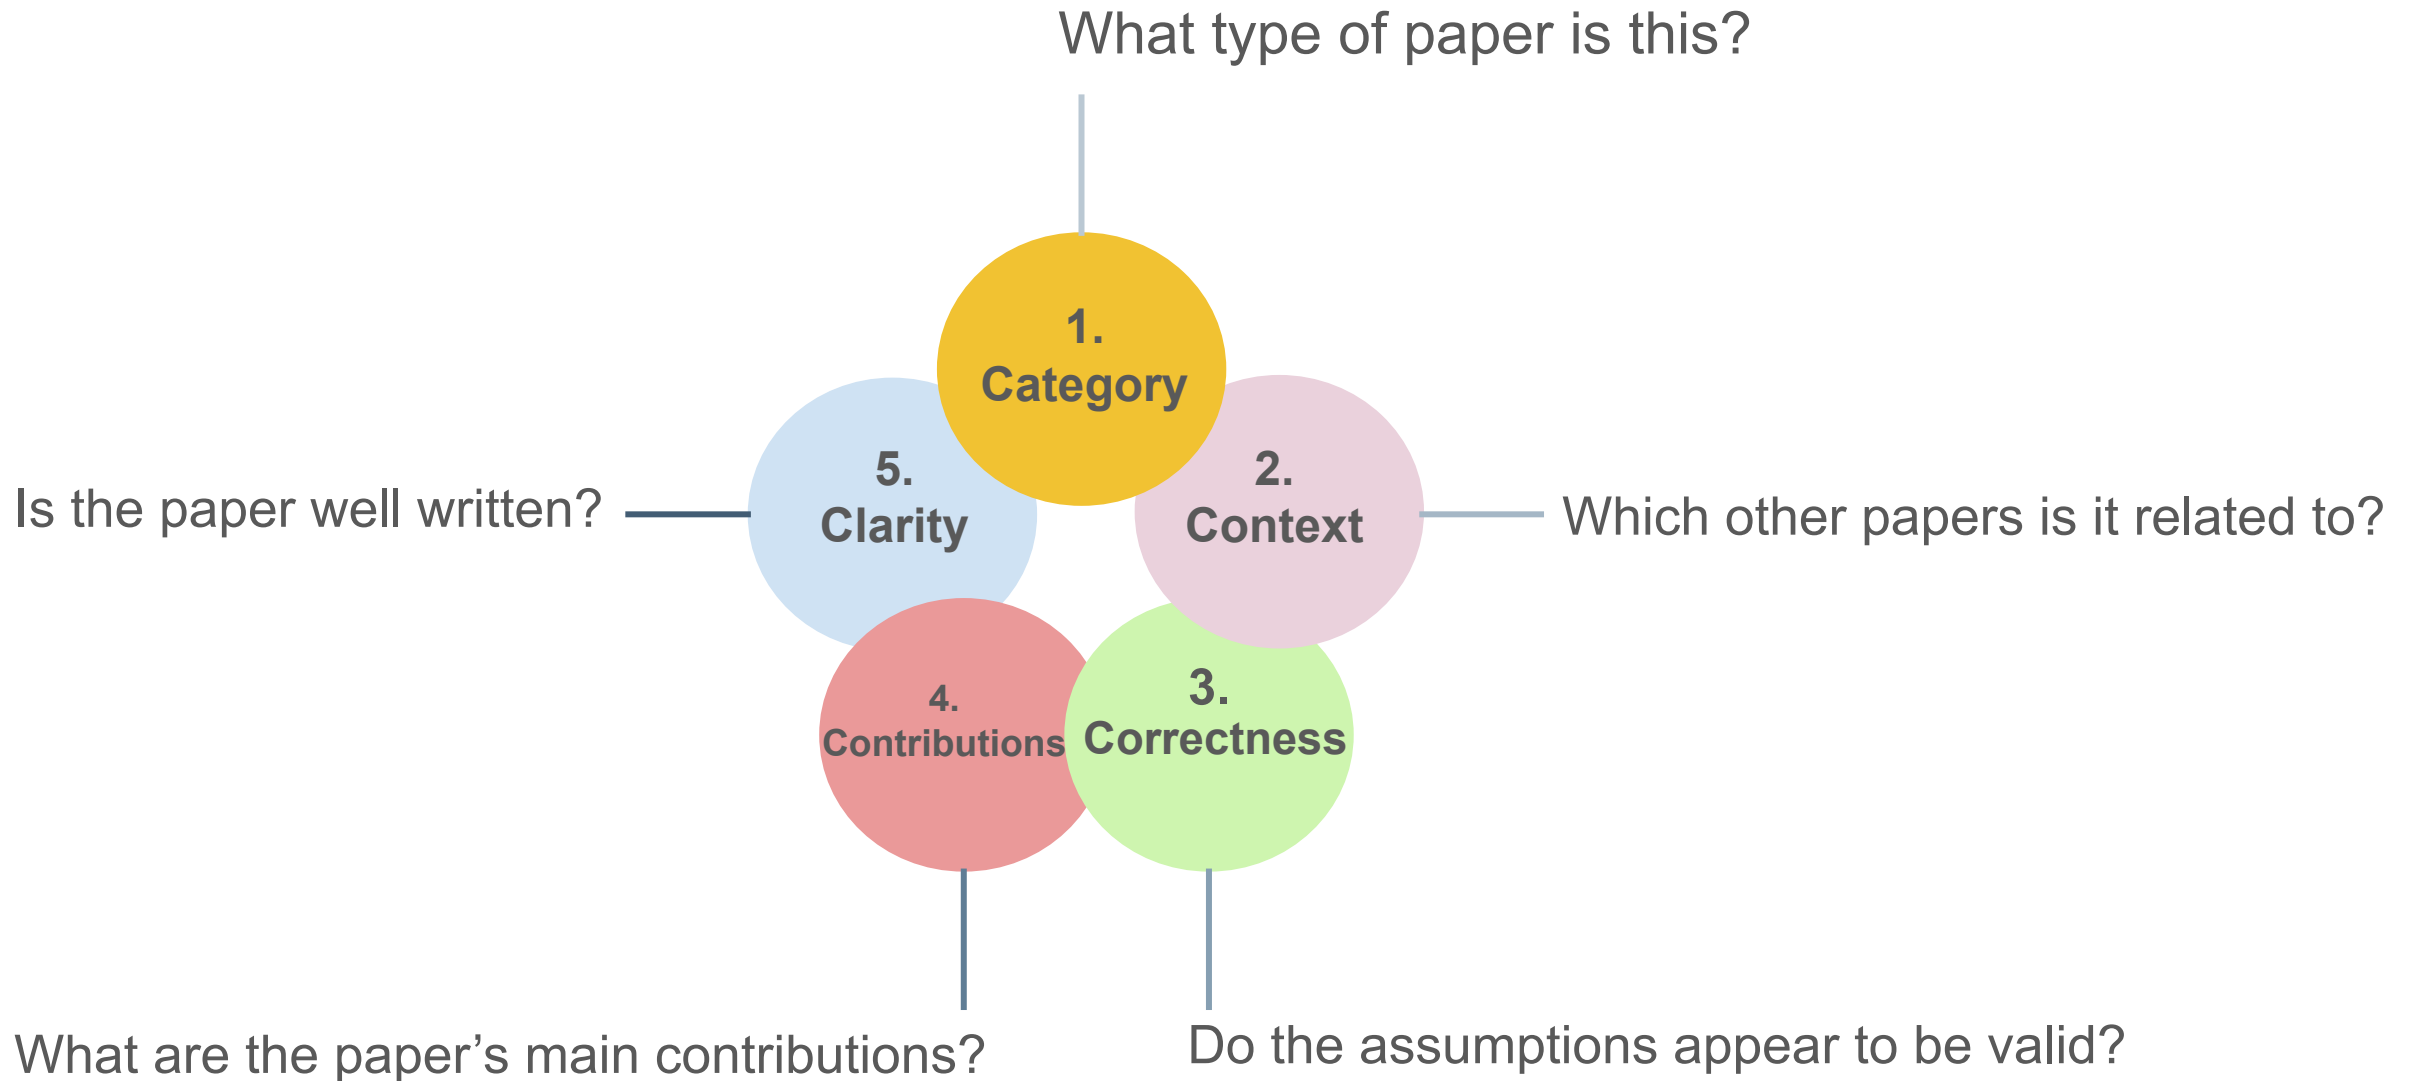 What type of paper is this?
1.
Category
5.
Clarity
2.
Context
Is the paper well written?
Which other papers is it related to?
4.
Contributions
3.
Correctness
What are the paper’s main contributions?
Do the assumptions appear to be valid?